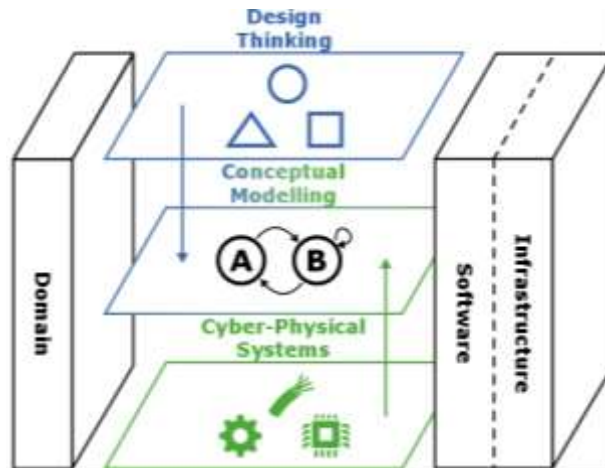 Design
Thinking
Conceptual
Modelling
A
B
Cyber-Physical
Systems
Domain
Software
Infrastructure